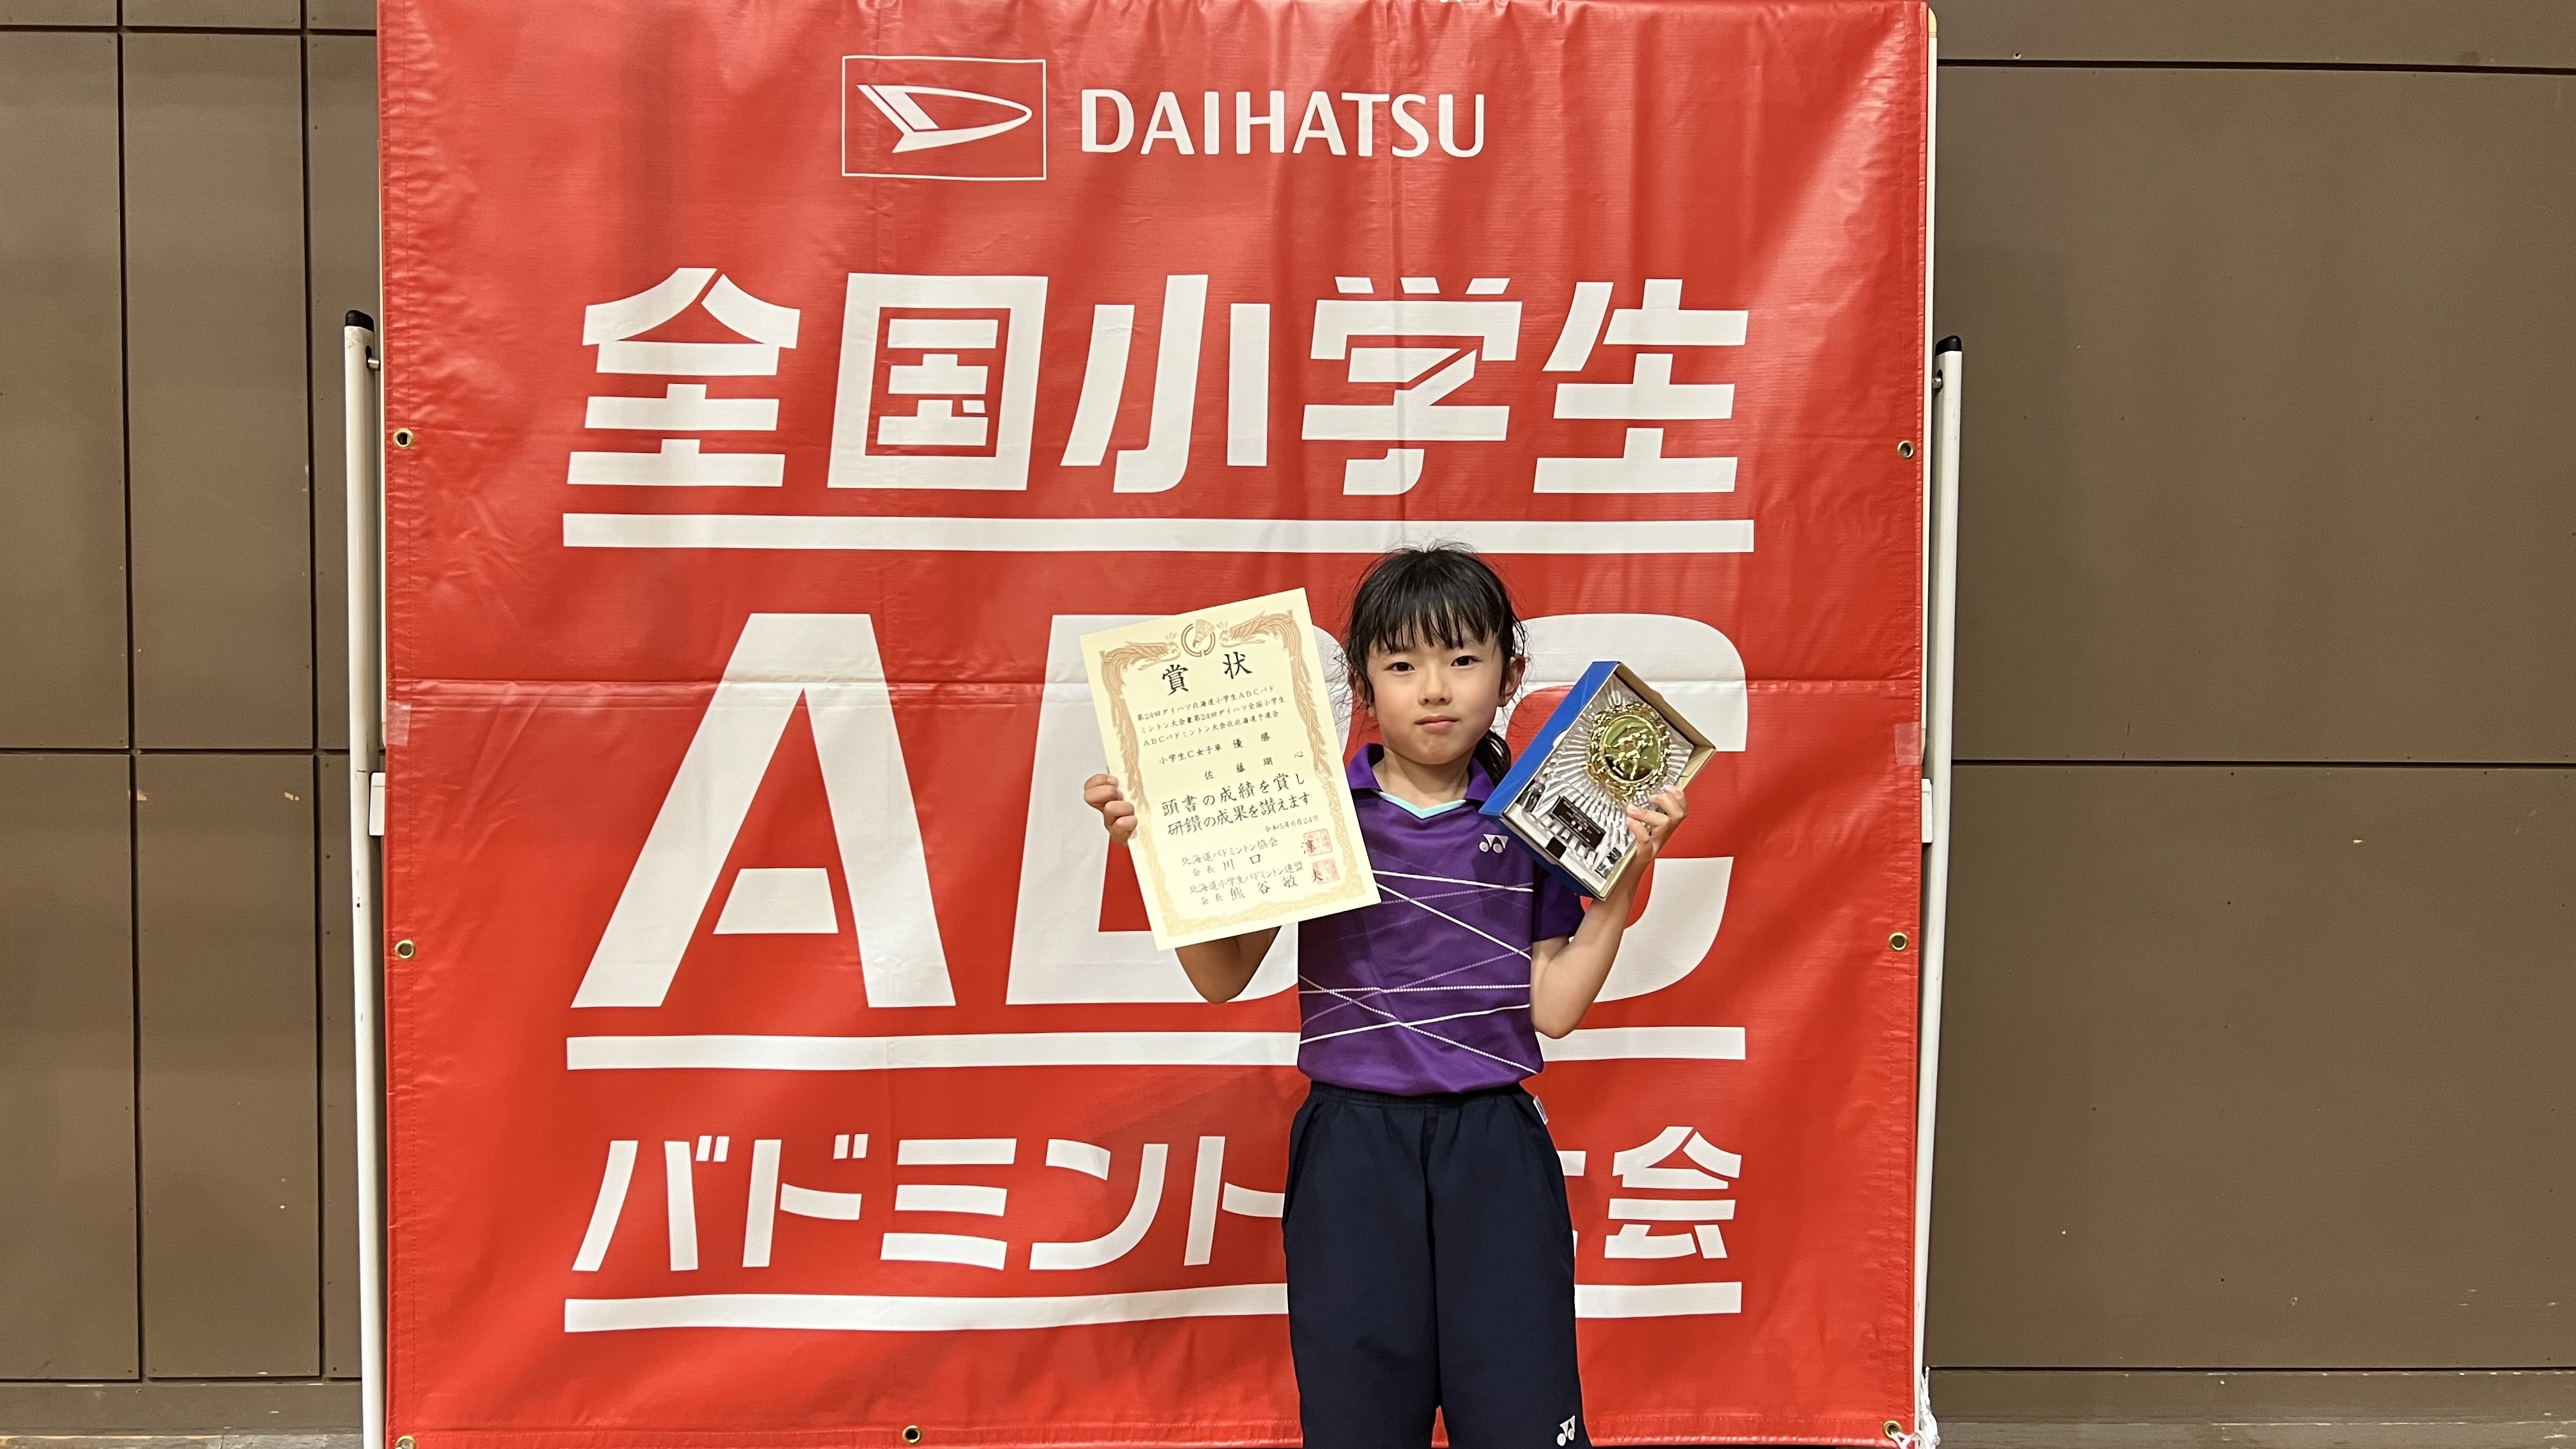 DAIHATSU
全国小学生
ABC
バドミント
会
賞状
第24回ダイハツ北海道小学生ABCバド
ミントン大会兼第24回ダイハツ全国小学生
ABCバドミントン大会北北海道予選会
小学生C女子単 優勝
佐藤瑚心
頭書の成績を賞し
研鑽の成果を讃えます
令和5年6月24日
北海道バドミントン協会
会長 川口 淳
北海道小学生バドミントン連盟
会長 熊谷敏夫